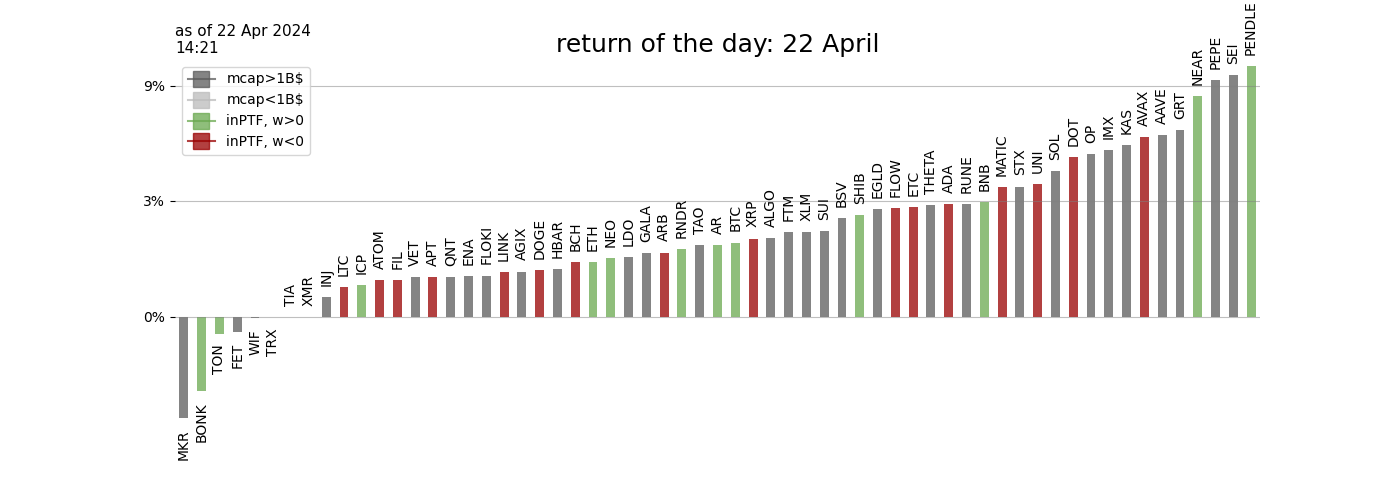 as of 22 Apr 2024
14:21
return of the day: 22 April
mcap>1B$
mcap<1B$
inPTF, w>0
inPTF, w<0
9%
3%
0%
MKR
BONK
TON
FET
WIF
TRX
TIA
XMR
INJ
LTC
ICP
ATOM
FIL
VET
APT
QNT
ENA
FLOKI
LINK
AGIX
DOGE
HBAR
BCH
ETH
NEO
LDO
GALA
ARB
RNDR
TAO
AR
BTC
XRP
ALGO
FTM
XLM
SUI
BSV
SHIB
EGLD
FLOW
ETC
THETA
ADA
RUNE
BNB
MATIC
STX
UNI
SOL
DOT
OP
IMX
KAS
AVAX
AAVE
GRT
NEAR
PEPE
SEI
PENDLE